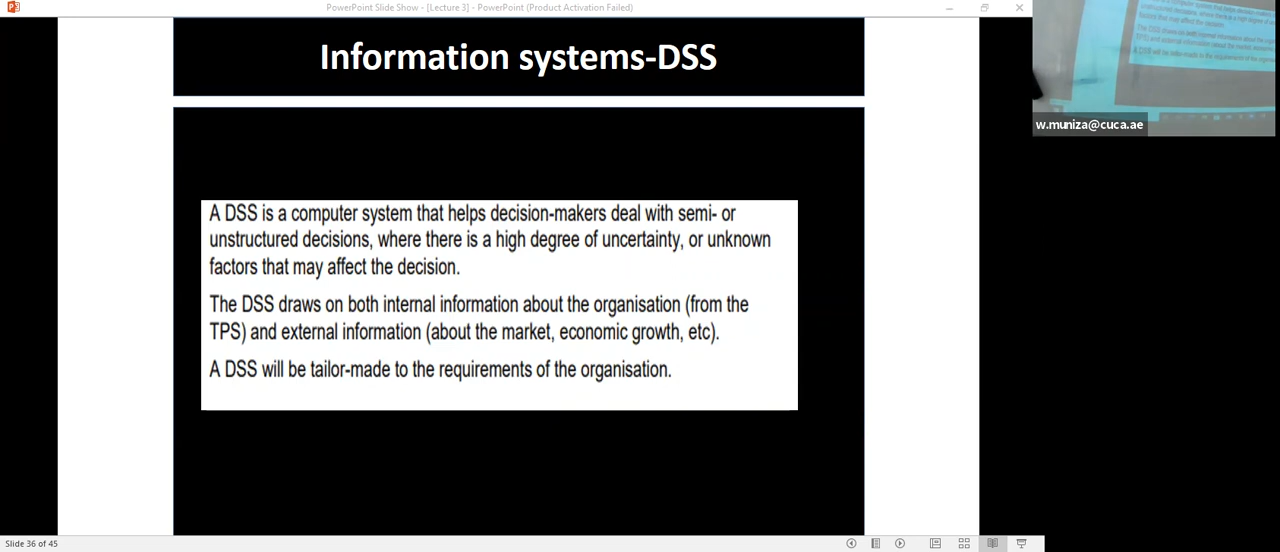 PowerPoint Slide Show - [Lecture 3] - PowerPoint (Product Activation Failed)
Information systems-DSS
w.muniza@cuca.ae
A DSS is a computer system that helps decision-makers deal with semi- or
unstructured decisions, where there is a high degree of uncertainty, or unknown
factors that may affect the decision.
The DSS draws on both internal information about the organisation (from the
TPS) and external information (about the market, economic growth, etc).
A DSS will be tailor-made to the requirements of the organisation.
Slide 36 of 45